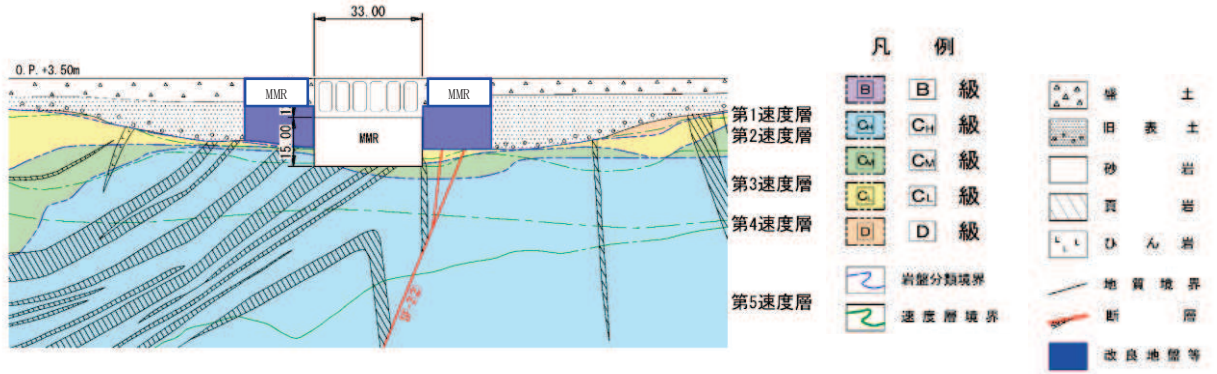 33.00
O.P.+3.50m
MMR
MMR
15.00
MMR
第1速度層
第2速度層
第3速度層
第4速度層
第5速度層
凡 例
B B 級
CH CH 級
CM CM 級
CL CL 級
D D 級
岩盤分類境界
速度層境界
盛 土
旧 表 土
砂 岩
頁 岩
ひ ん 岩
地 質 境 界
断 層
改 良 地 盤 等